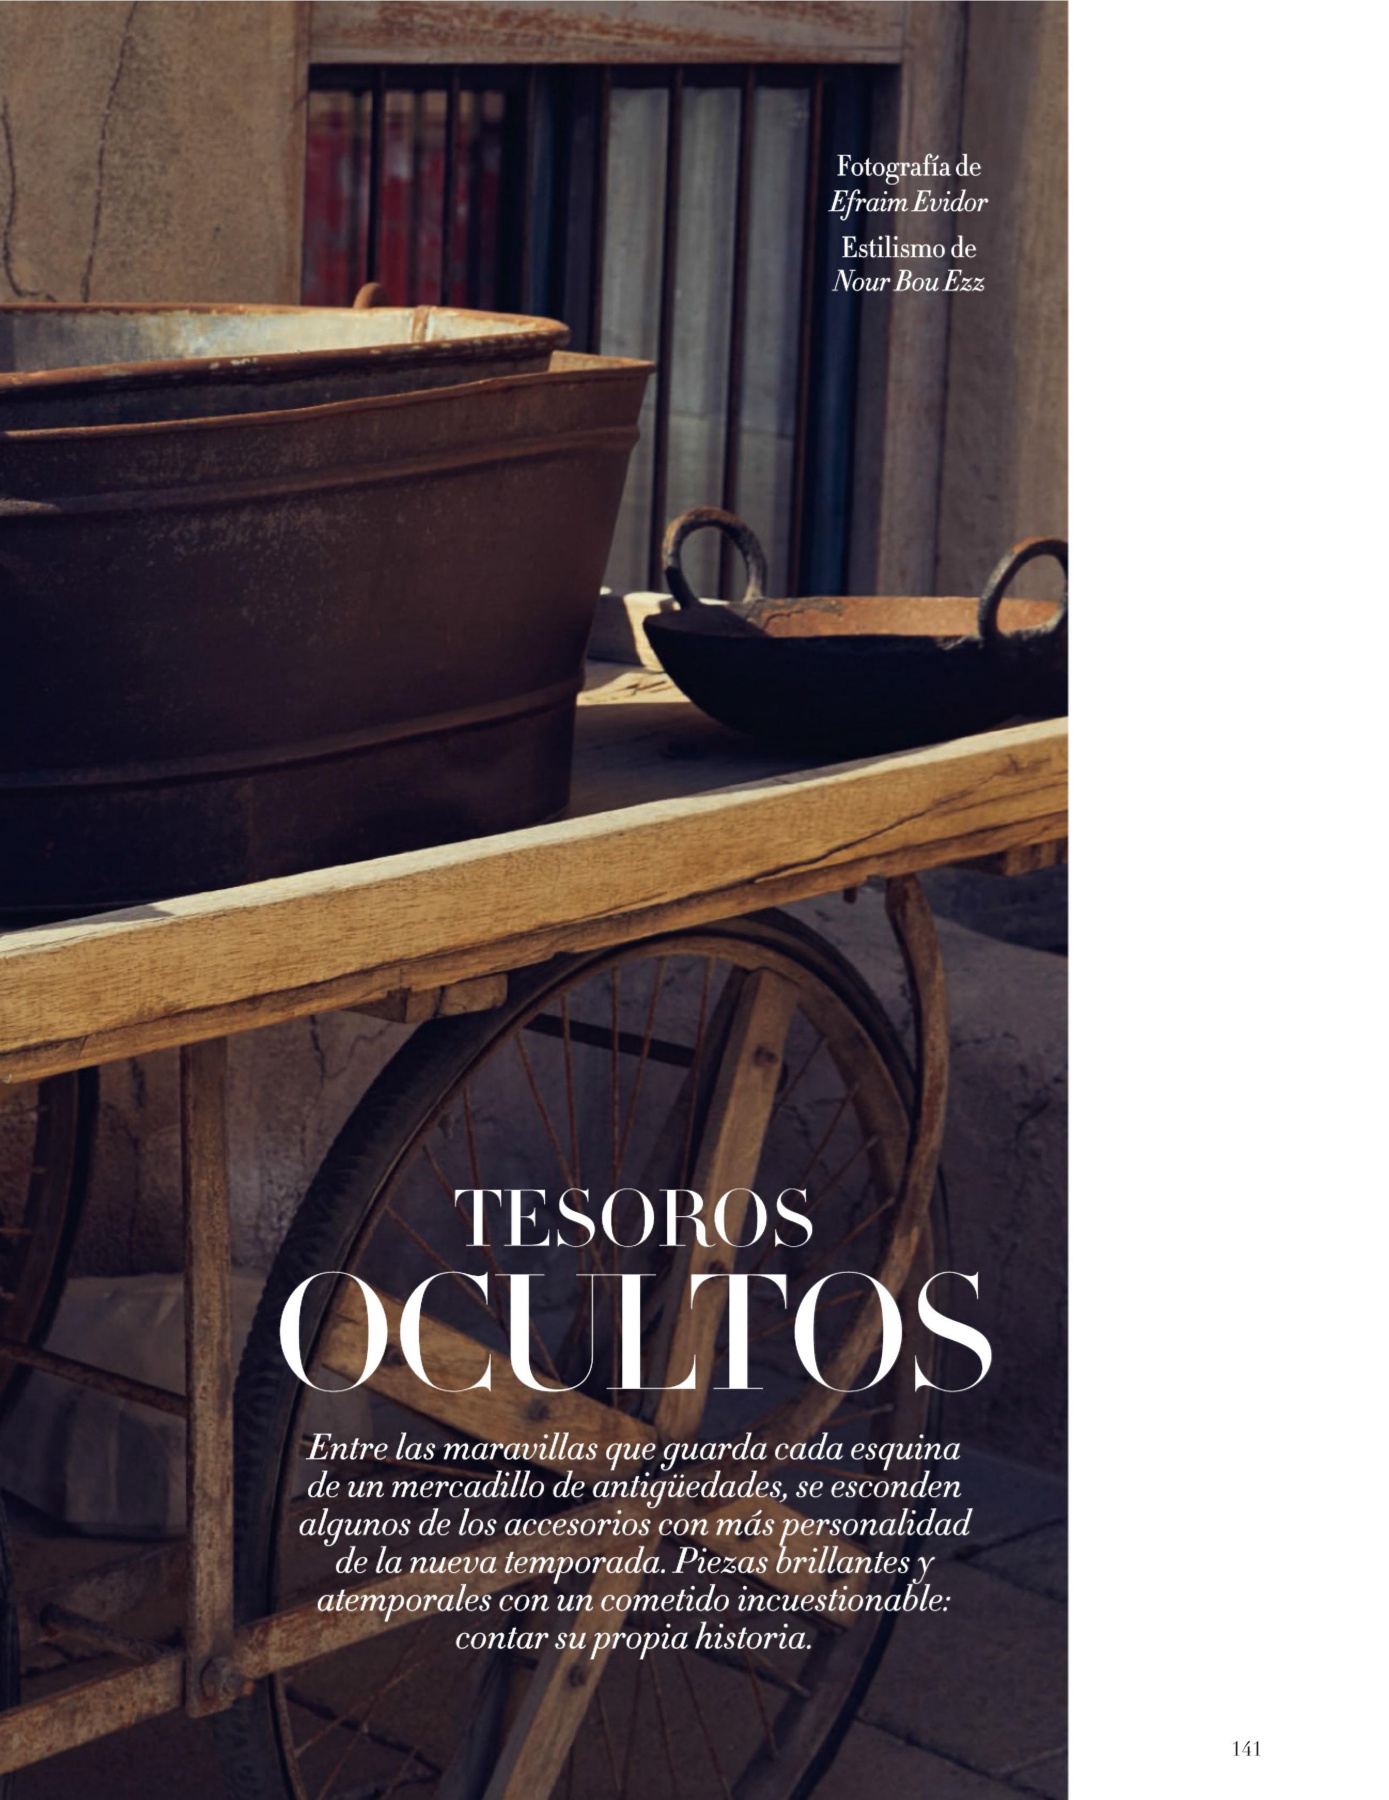 Fotografía de
Efraim Evidor
Estilismo de
Nour Bou Ezz
TESOROS
OCULTOS
Entre las maravillas que guarda cada esquina
de un mercadillo de antigüedades, se esconden
algunos de los accesorios con más personalidad
de la nueva temporada. Piezas brillantes y
atemporales con un cometido incuestionable:
contar su propia historia.
141